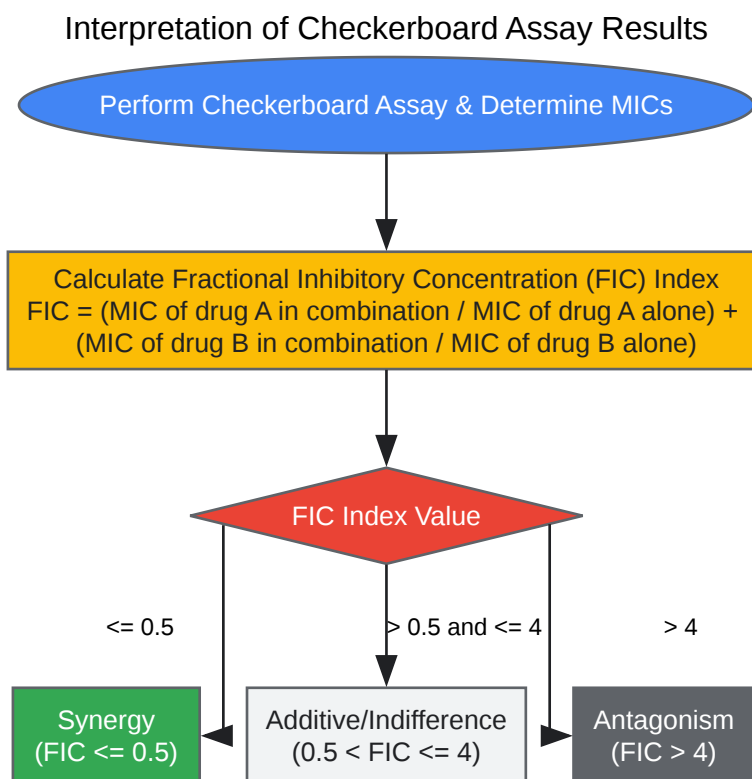 Interpretation of Checkerboard Assay Results
Perform Checkerboard Assay & Determine MICs
Calculate Fractional Inhibitory Concentration (FIC) Index
FIC = (MIC of drug A in combination / MIC of drug A alone) +
(MIC of drug B in combination / MIC of drug B alone)
FIC Index Value
<= 0.5
> 0.5 and <= 4
> 4
Synergy
(FIC <= 0.5)
Additive/Indifference
(0.5 < FIC <= 4)
Antagonism
(FIC > 4)